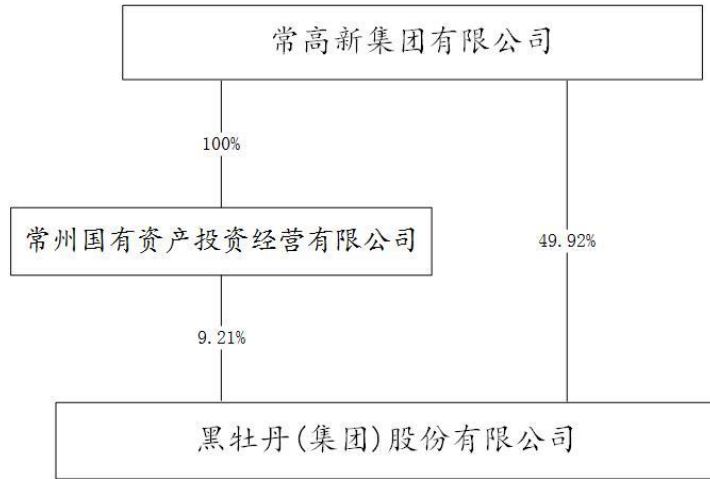 常高新集团有限公司
100%
常州国有资产投资经营有限公司
49.92%
9.21%
黑牡丹(集团)股份有限公司